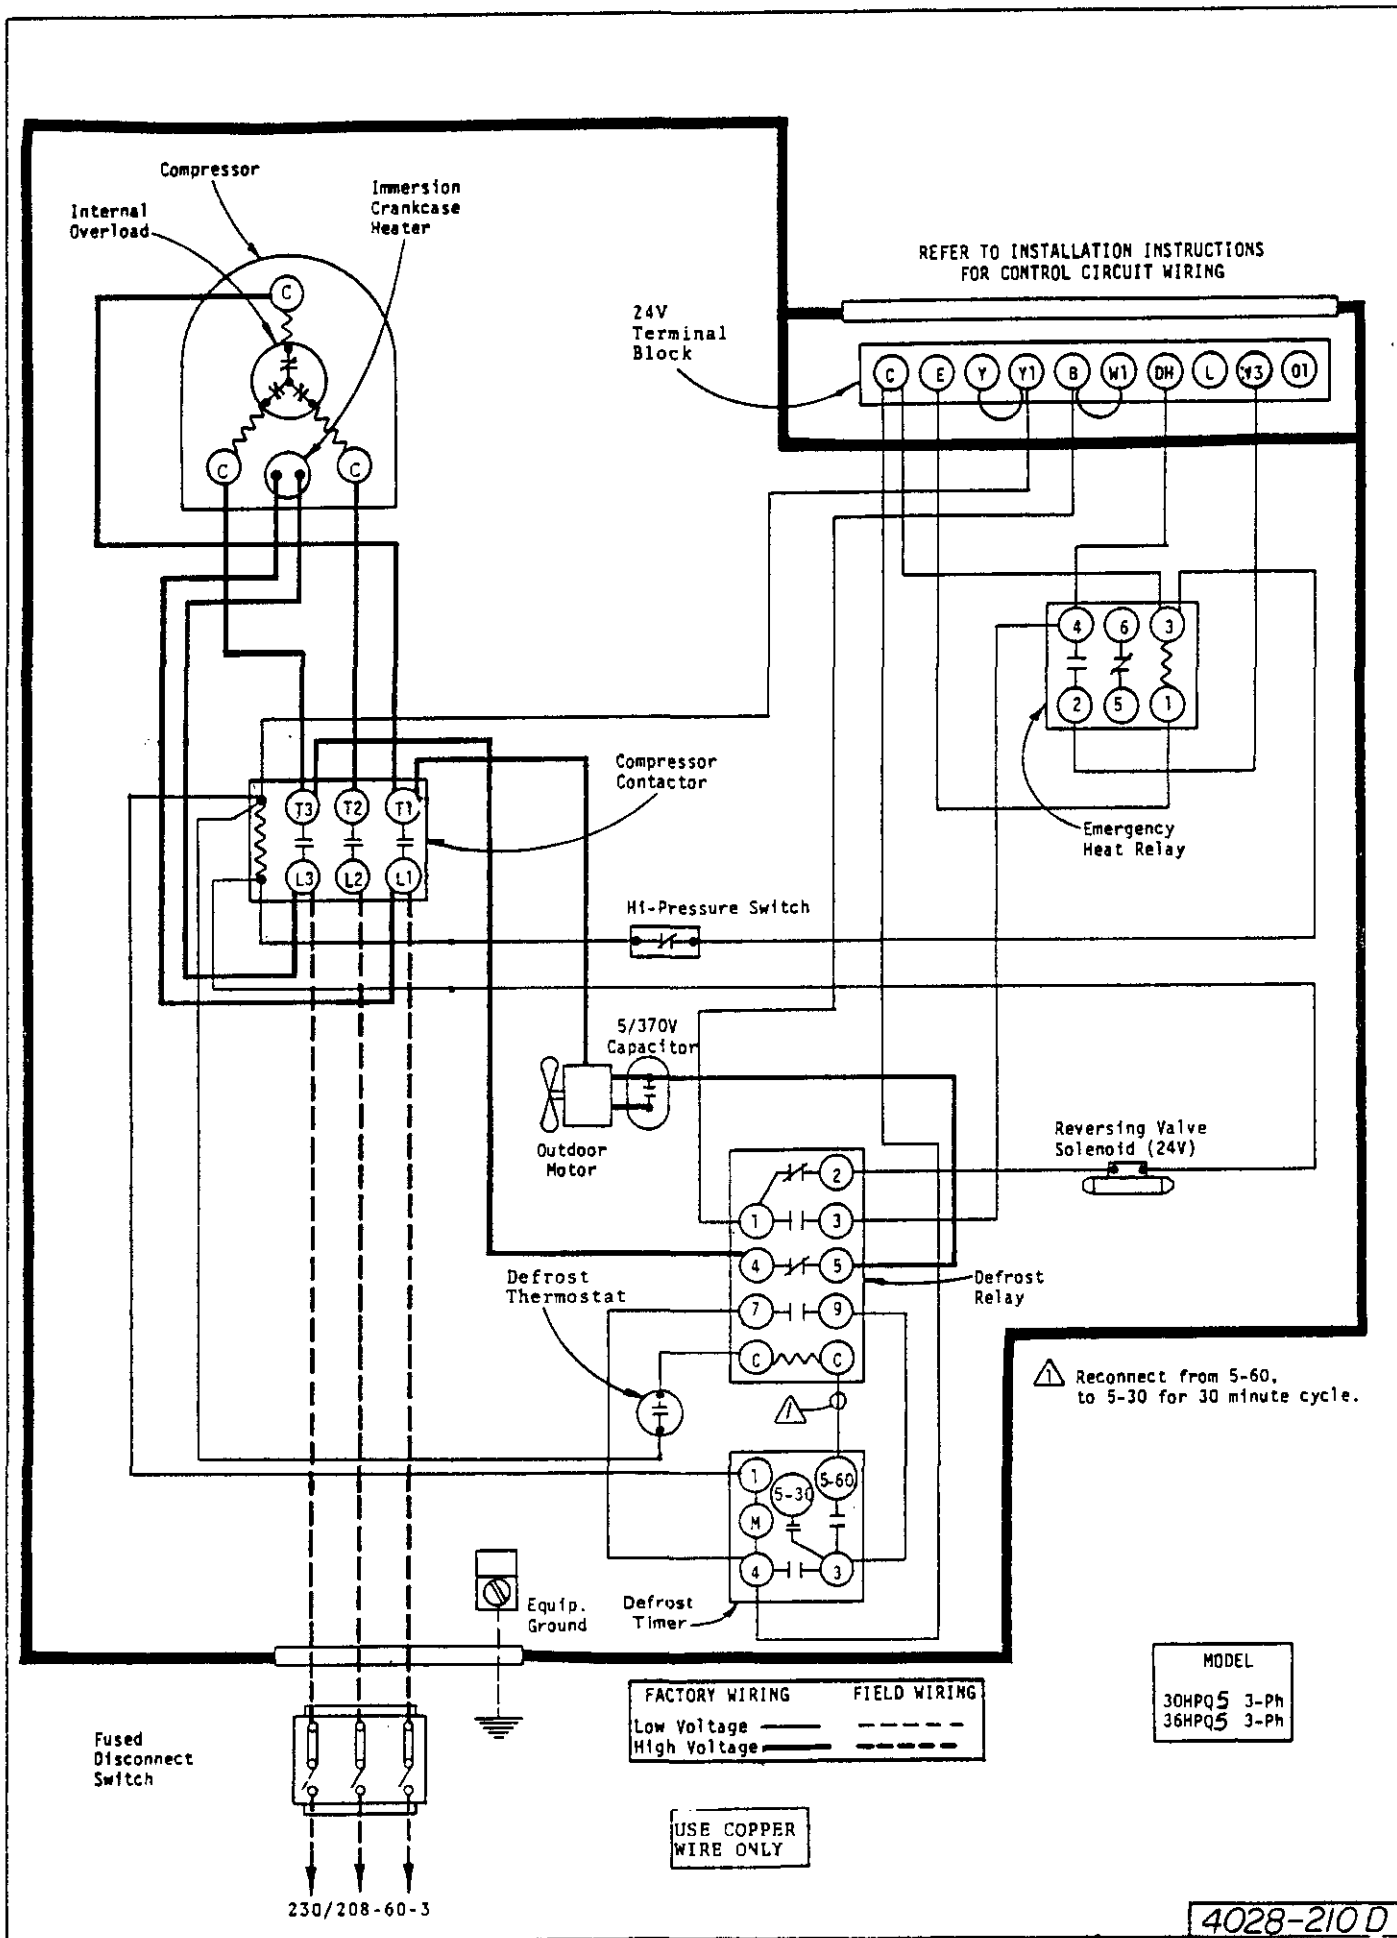 Compressor
Internal
Overload
Immersion
Crankcase
Heater
C
C
C
REFER TO INSTALLATION INSTRUCTIONS
FOR CONTROL CIRCUIT WIRING
24V
Terminal
Block
C E Y Y1 B W1 DH L W3 O1
4 6 3
2 5 1
Emergency
Heat Relay
Compressor
Contactor
T3 T2 T1
L3 L2 L1
Hi-Pressure Switch
5/370V
Capacitor
Outdoor
Motor
Reversing Valve
Solenoid (24V)
2
1 3
4 5
7 9
C C
Defrost
Relay
Defrost
Thermostat
1
1 Reconnect from 5-60,
to 5-30 for 30 minute cycle.
1 5-30 5-60
M
4 3
Defrost
Timer
Equip.
Ground
FACTORY WIRING FIELD WIRING
Low Voltage
High Voltage
MODEL
30HPQ5 3-Ph
36HPQ5 3-Ph
Fused
Disconnect
Switch
USE COPPER
WIRE ONLY
230/208-60-3
4028-210 D